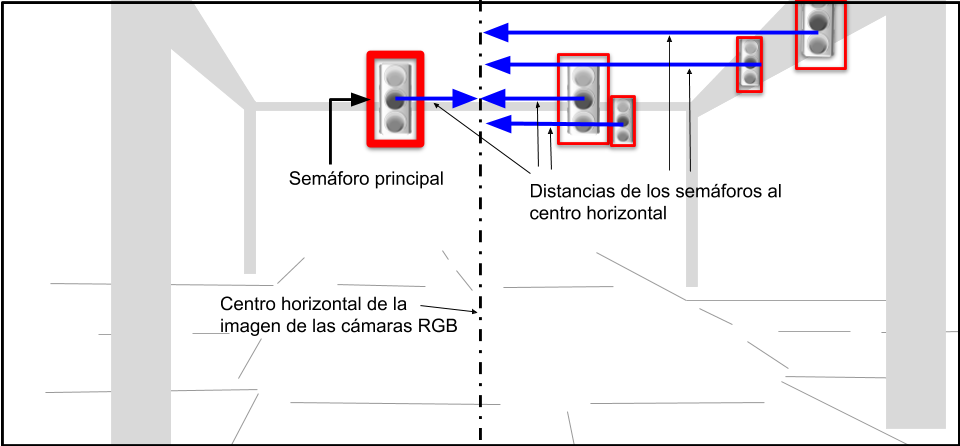 Semáforo principal
Distancias de los semáforos al
centro horizontal
Centro horizontal de la
imagen de las cámaras RGB